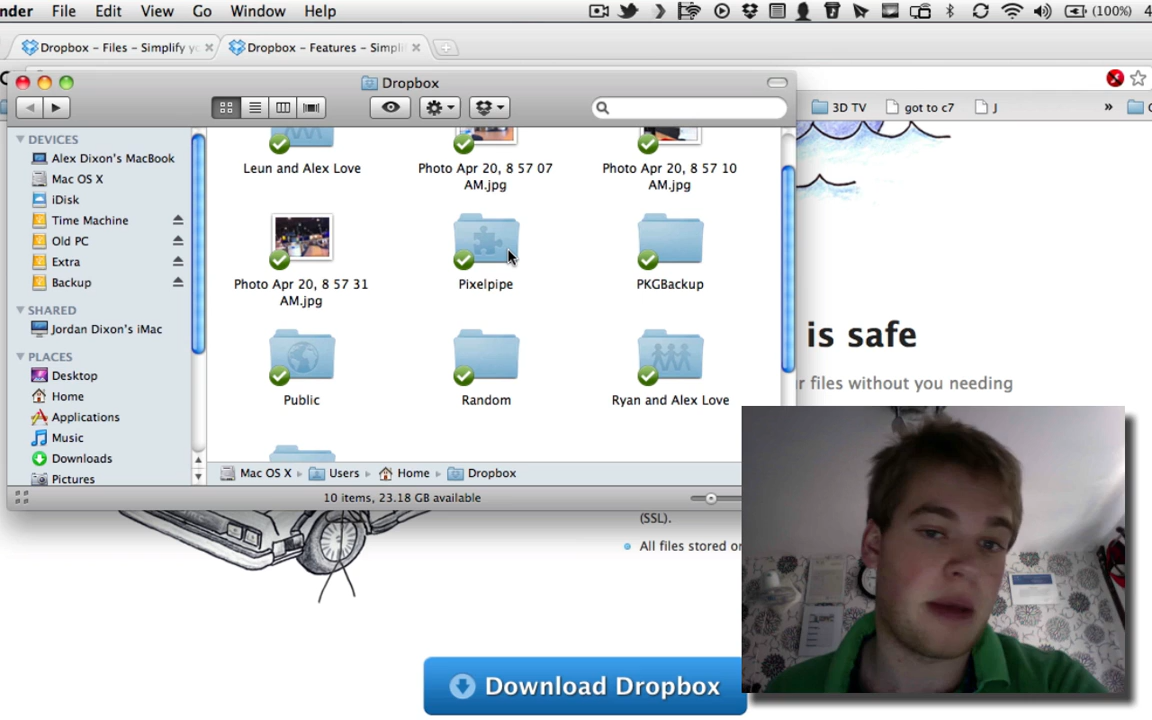 nder File Edit View Go Window Help (100%) 4
Dropbox – Files – Simplify y Dropbox – Features – Simpli
Dropbox
3D TV got to c7 J »
DEVICES
Alex Dixon's MacBook
Mac OS X
iDisk
Time Machine
Old PC
Extra
Backup
SHARED
Jordan Dixon's iMac
PLACES
Desktop
Home
Applications
Music
Downloads
Pictures
Leun and Alex Love
Photo Apr 20, 8 57 07
AM.jpg
Photo Apr 20, 8 57 10
AM.jpg
Photo Apr 20, 8 57 31
AM.jpg
Pixelpipe
PKGBackup
Public
Random
Ryan and Alex Love
Mac OS X Users Home Dropbox
10 items, 23.18 GB available
is safe
r files without you needing
(SSL).
All files stored or
Download Dropbox